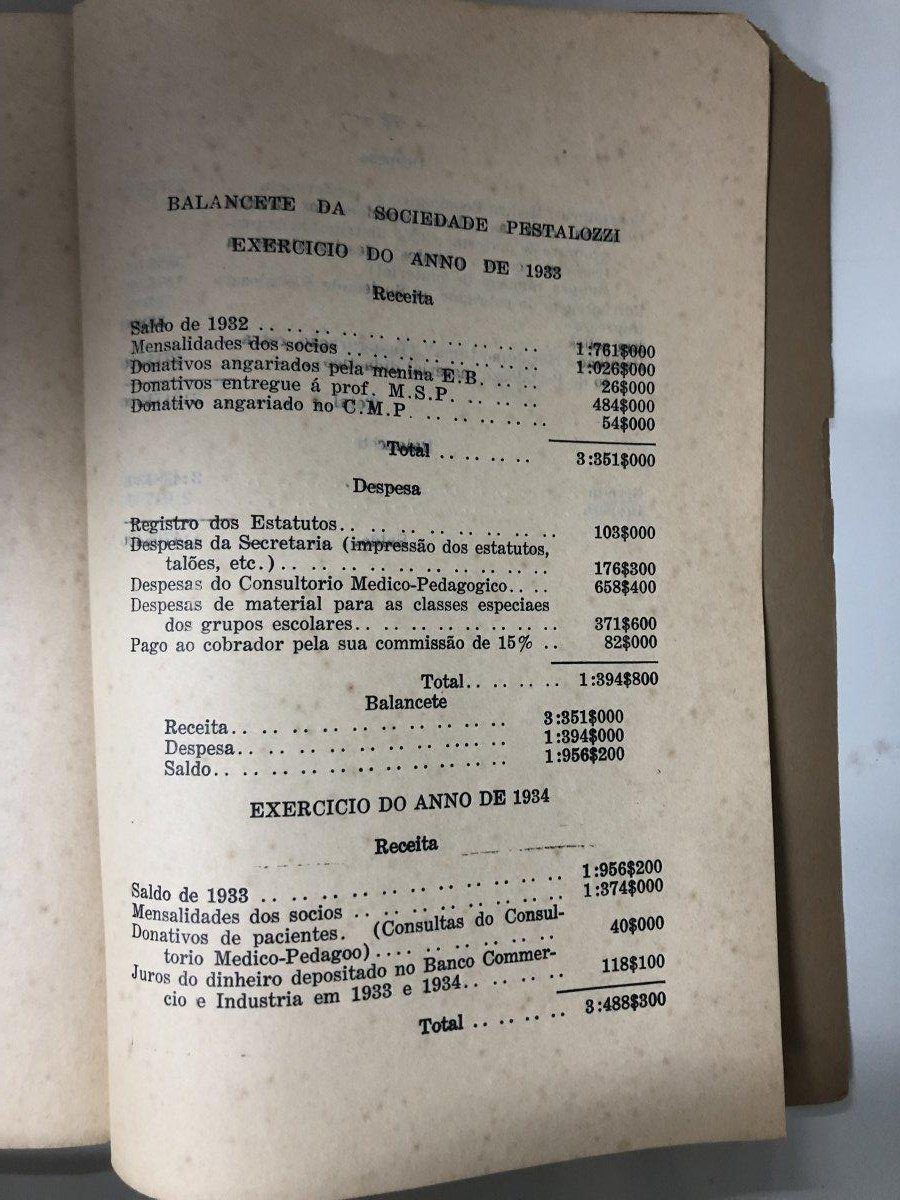 BALANCETE DA SOCIEDADE PESTALOZZI
EXERCICIO DO ANNO DE 1933
Receita
Saldo de 1932 .. .. .. .. .. .. .. .. .. .. 1:761$000
Mensalidades dos socios .. .. .. .. .. .. .. 1:026$000
Donativos angariados pela menina E.B. .. .. .. 26$000
Donativos entregue á prof. M.S.P. .. .. .. .. 484$000
Donativo angariado no C.M.P. .. .. .. .. .. 54$000
Total .. .. .. .. 3:351$000
Despesa
Registro dos Estatutos.. .. .. .. .. .. .. .. 103$000
Despesas da Secretaria (impressão dos estatutos,
talões, etc.).. .. .. .. .. .. .. .. .. .. 176$300
Despesas do Consultorio Medico-Pedagogico.. .. 658$400
Despesas de material para as classes especiaes
dos grupos escolares.. .. .. .. .. .. .. .. 371$600
Pago ao cobrador pela sua commissão de 15% .. 82$000
Total.. .. .. .. 1:394$800
Balancete
Receita.. .. .. .. .. .. .. .. .. .. 3:351$000
Despesa.. .. .. .. .. .. .. .. .. .. 1:394$000
Saldo.. .. .. .. .. .. .. .. .. .. .. 1:956$200
EXERCICIO DO ANNO DE 1934
Receita
Saldo de 1933 .. .. .. .. .. .. .. .. .. .. 1:956$200
Mensalidades dos socios .. .. .. .. .. .. .. 1:374$000
Donativos de pacientes. (Consultas do Consul-
torio Medico-Pedagoo).... .. .. .. .. .. 40$000
Juros do dinheiro depositado no Banco Commer-
cio e Industria em 1933 e 1934.. .. .. .. 118$100
Total .. .. .. .. 3:488$300